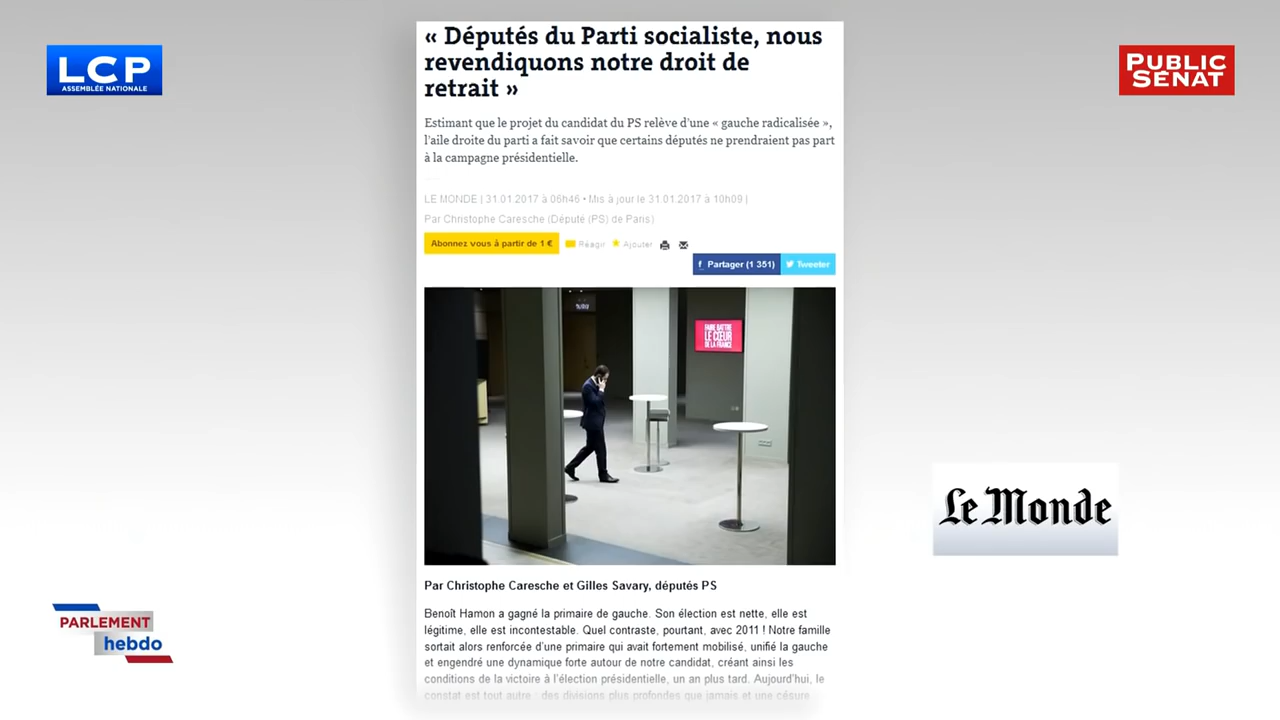 LCP
ASSEMBLÉE NATIONALE
PUBLIC
SÉNAT
« Députés du Parti socialiste, nous
revendiquons notre droit de
retrait »
Estimant que le projet du candidat du PS relève d'une « gauche radicalisée »,
l'aile droite du parti a fait savoir que certains députés ne prendraient pas part
à la campagne présidentielle.
LE MONDE | 31.01.2017 à 06h46 • Mis à jour le 31.01.2017 à 10h09 |
Par Christophe Caresche (Député (PS) de Paris)
Abonnez vous à partir de 1 € Réagir Ajouter
f Partager (1 351) Tweeter
FAIRE BATTRE
LE CŒUR
DE LA FRANCE
Le Monde
Par Christophe Caresche et Gilles Savary, députés PS
Benoît Hamon a gagné la primaire de gauche. Son élection est nette, elle est
légitime, elle est incontestable. Quel contraste, pourtant, avec 2011 ! Notre famille
sortait alors renforcée d'une primaire qui avait fortement mobilisé, unifié la gauche
et engendré une dynamique forte autour de notre candidat, créant ainsi les
conditions de la victoire à l'élection présidentielle, un an plus tard. Aujourd'hui, le
constat est tout autre : des divisions plus profondes que jamais et une césure
PARLEMENT
hebdo